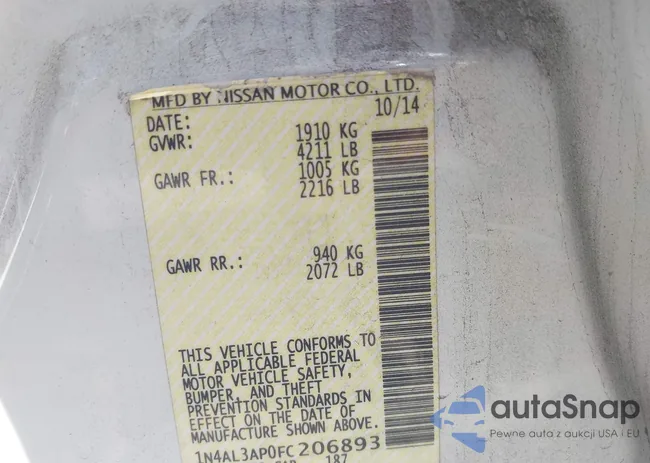 MFD BY NISSAN MOTOR CO., LTD.
DATE: 10/14
GVWR: 1910 KG
4211 LB
GAWR FR.: 1005 KG
2216 LB
GAWR RR.: 940 KG
2072 LB
THIS VEHICLE CONFORMS TO
ALL APPLICABLE FEDERAL
MOTOR VEHICLE SAFETY,
BUMPER, AND THEFT
PREVENTION STANDARDS IN
EFFECT ON THE DATE OF
MANUFACTURE SHOWN ABOVE.
1N4AL3AP0FC206893
187
autaSnap
Pewne auta z aukcji USA i EU